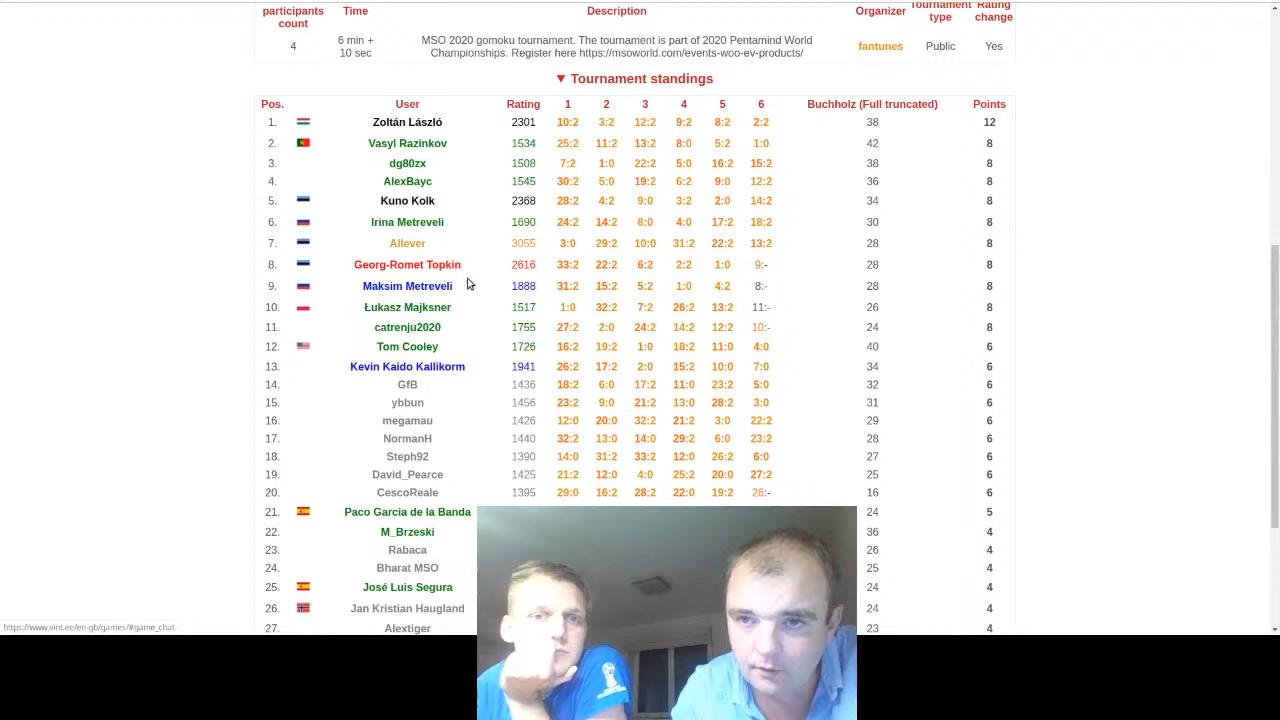 participants count Time Description Organizer Tournament type Rating change
4 6 min + 10 sec MSO 2020 gomoku tournament. The tournament is part of 2020 Pentamind World Championships. Register here https://msoworld.com/events-woo-ev-products/ fantunes Public Yes
▼ Tournament standings
Pos. User Rating 1 2 3 4 5 6 Buchholz (Full truncated) Points
1. Zoltán László 2301 10:2 3:2 12:2 9:2 8:2 2:2 38 12
2. Vasyl Razinkov 1534 25:2 11:2 13:2 8:0 5:2 1:0 42 8
3. dg80zx 1508 7:2 1:0 22:2 5:0 16:2 15:2 38 8
4. AlexBayc 1545 30:2 5:0 19:2 6:2 9:0 12:2 36 8
5. Kuno Kolk 2368 28:2 4:2 9:0 3:2 2:0 14:2 34 8
6. Irina Metreveli 1690 24:2 14:2 8:0 4:0 17:2 18:2 30 8
7. Allever 3055 3:0 29:2 10:0 31:2 22:2 13:2 28 8
8. Georg-Romet Topkin 2616 33:2 22:2 6:2 2:2 1:0 9:- 28 8
9. Maksim Metreveli 1888 31:2 15:2 5:2 1:0 4:2 8:- 28 8
10. Łukasz Majksner 1517 1:0 32:2 7:2 26:2 13:2 11:- 26 8
11. catrenju2020 1755 27:2 2:0 24:2 14:2 12:2 10:- 24 8
12. Tom Cooley 1726 16:2 19:2 1:0 18:2 11:0 4:0 40 6
13. Kevin Kaido Kallikorm 1941 26:2 17:2 2:0 15:2 10:0 7:0 34 6
14. GfB 1436 18:2 6:0 17:2 11:0 23:2 5:0 32 6
15. ybbun 1456 23:2 9:0 21:2 13:0 28:2 3:0 31 6
16. megamau 1426 12:0 20:0 32:2 21:2 3:0 22:2 29 6
17. NormanH 1440 32:2 13:0 14:0 29:2 6:0 23:2 28 6
18. Steph92 1390 14:0 31:2 33:2 12:0 26:2 6:0 27 6
19. David_Pearce 1425 21:2 12:0 4:0 25:2 20:0 27:2 25 6
20. CescoReale 1395 29:0 16:2 28:2 22:0 19:2 26:- 16 6
21. Paco Garcia de la Banda 24 5
22. M_Brzeski 36 4
23. Rabaca 26 4
24. Bharat MSO 25 4
25. José Luis Segura 24 4
26. Jan Kristian Haugland 24 4
27. Alextiger 23 4
https://www.vint.ee/en-gb/games/#game_chat